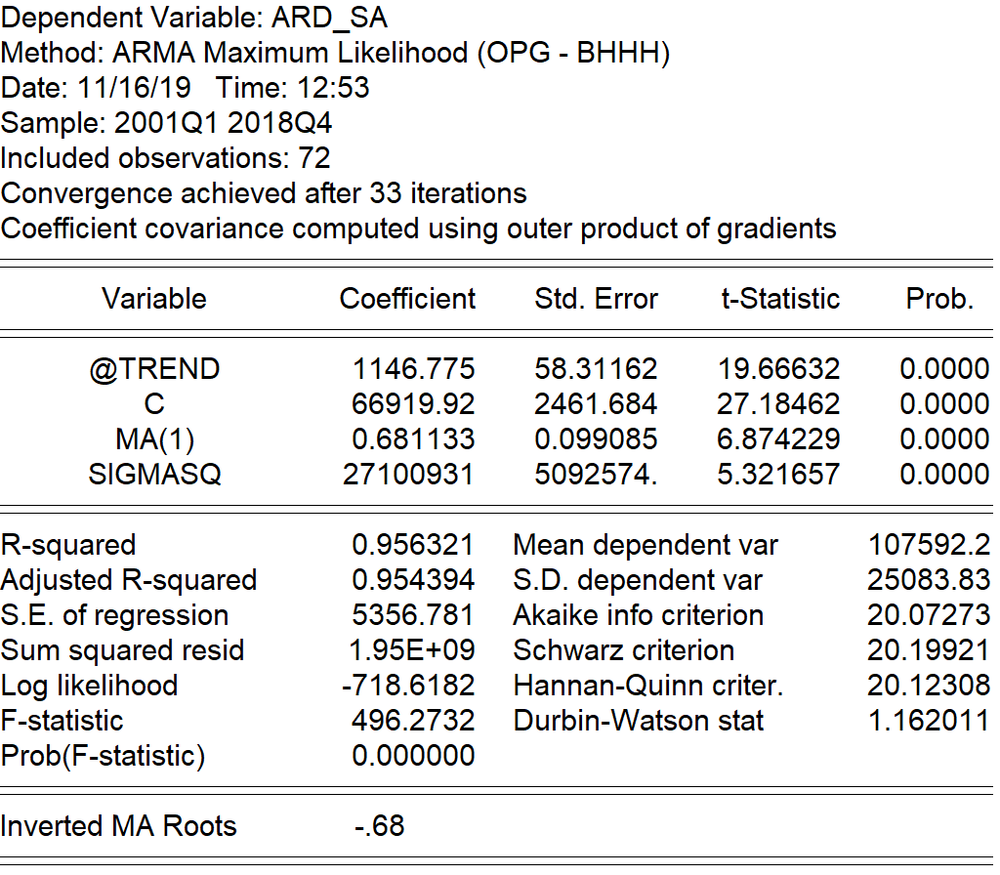 Dependent Variable: ARD_SA
Method: ARMA Maximum Likelihood (OPG - BHHH)
Date: 11/16/19 Time: 12:53
Sample: 2001Q1 2018Q4
Included observations: 72
Convergence achieved after 33 iterations
Coefficient covariance computed using outer product of gradients
Variable Coefficient Std. Error t-Statistic Prob.
@TREND 1146.775 58.31162 19.66632 0.0000
C 66919.92 2461.684 27.18462 0.0000
MA(1) 0.681133 0.099085 6.874229 0.0000
SIGMASQ 27100931 5092574. 5.321657 0.0000
R-squared 0.956321 Mean dependent var 107592.2
Adjusted R-squared 0.954394 S.D. dependent var 25083.83
S.E. of regression 5356.781 Akaike info criterion 20.07273
Sum squared resid 1.95E+09 Schwarz criterion 20.19921
Log likelihood -718.6182 Hannan-Quinn criter. 20.12308
F-statistic 496.2732 Durbin-Watson stat 1.162011
Prob(F-statistic) 0.000000
Inverted MA Roots -.68